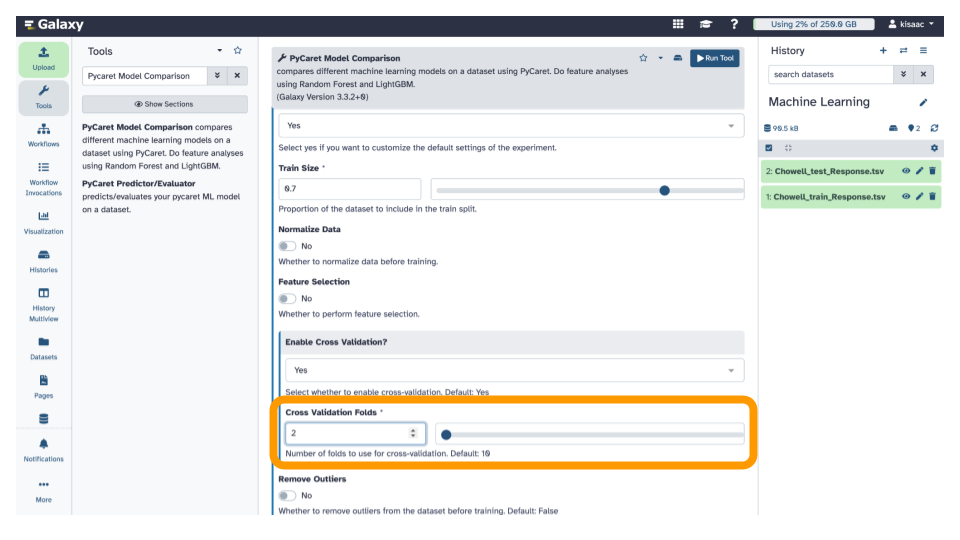 Galaxy
Using 2% of 250.0 GB
kisaac
Upload
Tools
Workflows
Workflow
Invocations
Visualization
Histories
History
Multiview
Datasets
Pages
Notifications
More
Tools
Pycaret Model Comparison
Show Sections
PyCaret Model Comparison compares
different machine learning models on a
dataset using PyCaret. Do feature analyses
using Random Forest and LightGBM.
PyCaret Predictor/Evaluator
predicts/evaluates your pycaret ML model
on a dataset.
PyCaret Model Comparison
compares different machine learning models on a dataset using PyCaret. Do feature analyses
using Random Forest and LightGBM.
(Galaxy Version 3.3.2+0)
Run Tool
Yes
Select yes if you want to customize the default settings of the experiment.
Train Size *
0.7
Proportion of the dataset to include in the train split.
Normalize Data
No
Whether to normalize data before training.
Feature Selection
No
Whether to perform feature selection.
Enable Cross Validation?
Yes
Select whether to enable cross-validation. Default: Yes
Cross Validation Folds *
2
Number of folds to use for cross-validation. Default: 10
Remove Outliers
No
Whether to remove outliers from the dataset before training. Default: False
History
search datasets
Machine Learning
90.5 kB
2
2: Chowell_test_Response.tsv
1: Chowell_train_Response.tsv